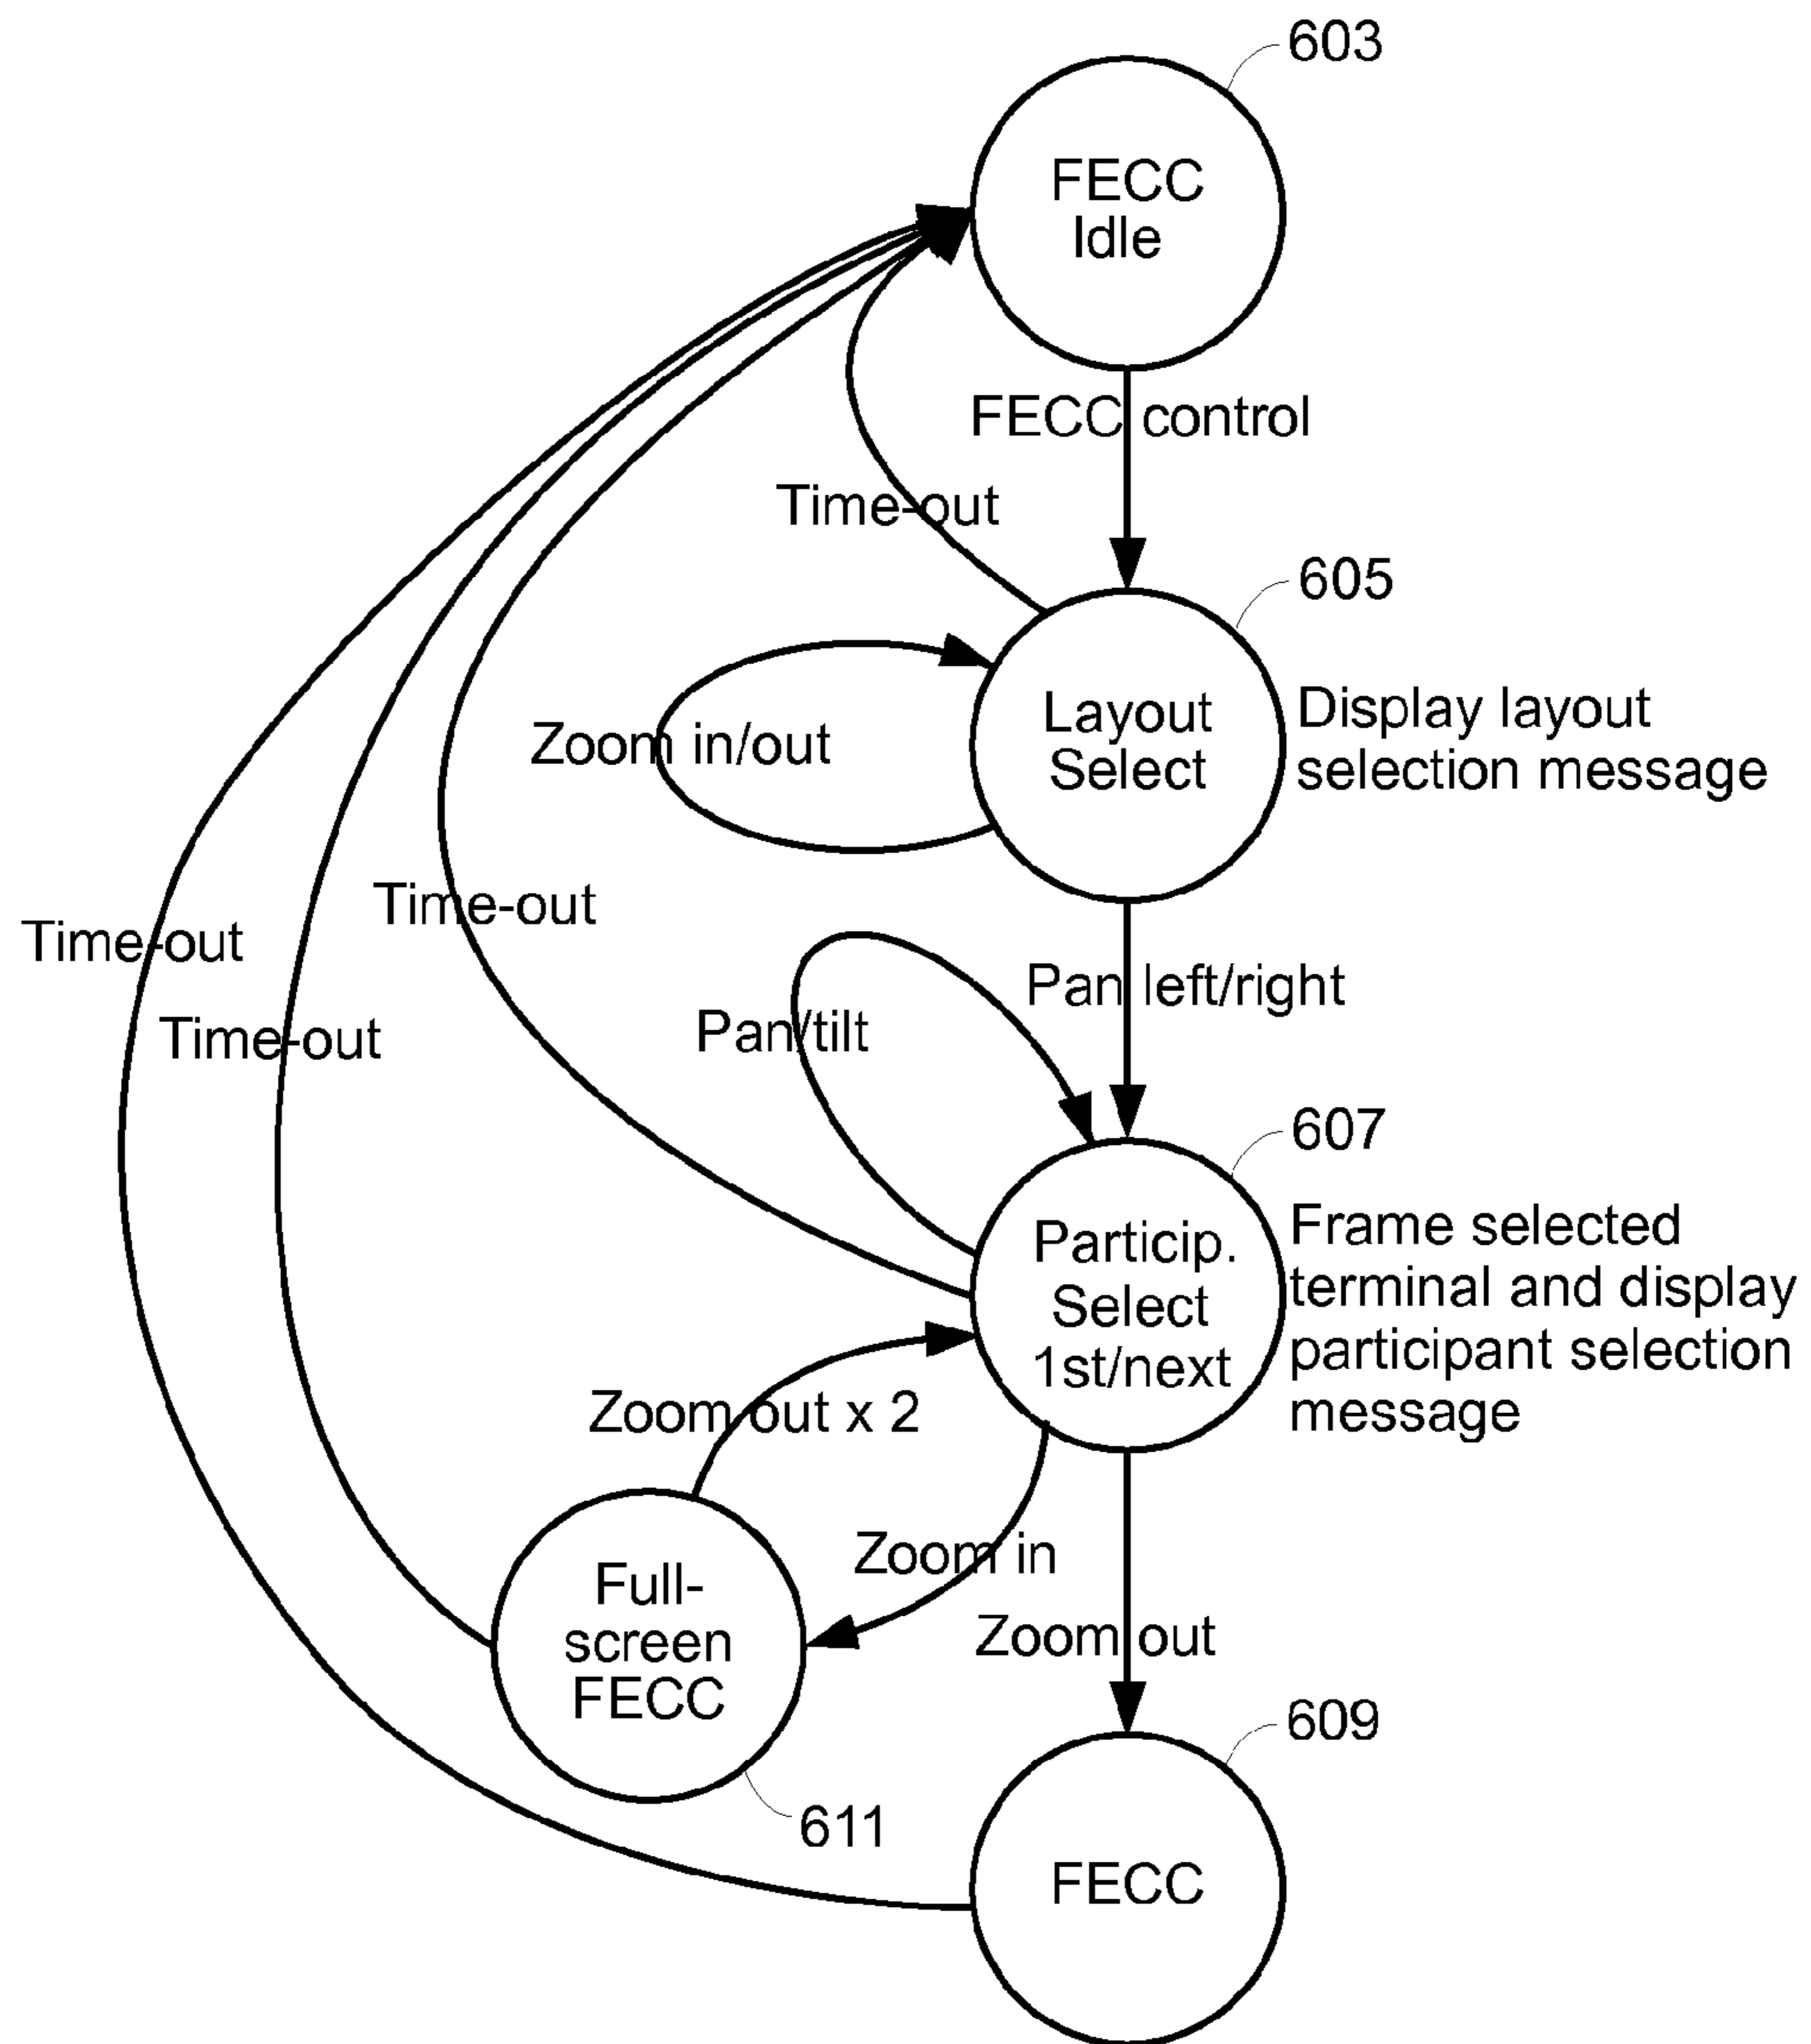 603
FECC
Idle
FECC control
Time-out
605
Layout
Select
Display layout
selection message
Zoom in/out
Time-out
Time-out
Pan left/right
Pan/tilt
Time-out
607
Particip.
Select
1st/next
Frame selected
terminal and display
participant selection
message
Zoom out x 2
Zoom in
Full-
screen
FECC
Zoom out
609
611
FECC